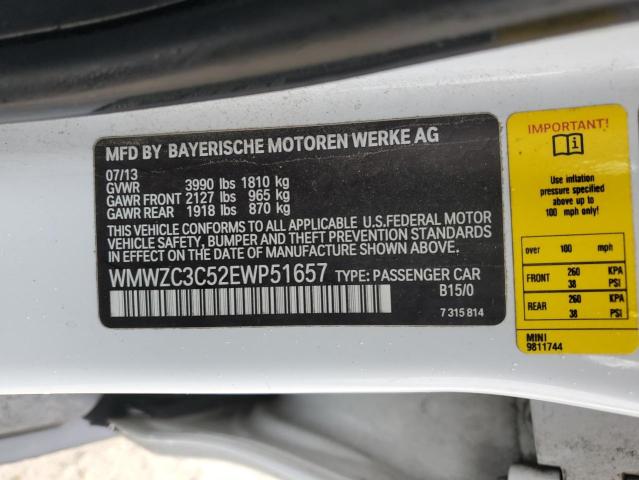 MFD BY BAYERISCHE MOTOREN WERKE AG
07/13
GVWR 3990 lbs 1810 kg
GAWR FRONT 2127 lbs 965 kg
GAWR REAR 1918 lbs 870 kg
THIS VEHICLE CONFORMS TO ALL APPLICABLE U.S.FEDERAL MOTOR
VEHICLE SAFETY, BUMPER AND THEFT PREVENTION STANDARDS
IN EFFECT ON THE DATE OF MANUFACTURE SHOWN ABOVE.
WMWZC3C52EWP51657 TYPE: PASSENGER CAR
B15/0
7 315 814
IMPORTANT!
Use inflation
pressure specified
above up to
100 mph only!
over 100 mph
FRONT 260 KPA
38 PSI
REAR 260 KPA
38 PSI
MINI
9811744